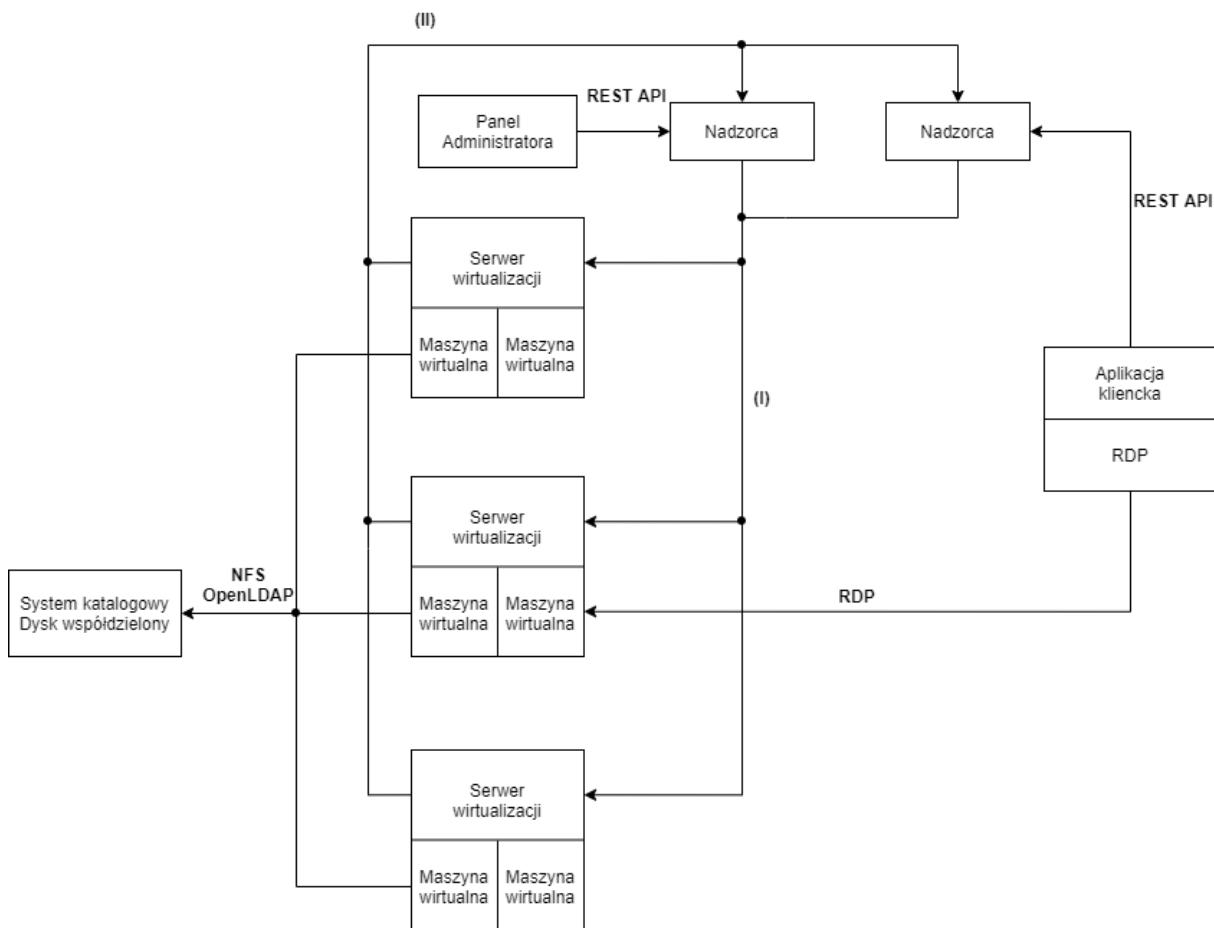 (II)
REST API
Panel
Administratora
Nadzorca
Nadzorca
REST API
Serwer
wirtualizacji
Maszyna
wirtualna
Maszyna
wirtualna
(I)
Aplikacja
kliencka
RDP
Serwer
wirtualizacji
Maszyna
wirtualna
Maszyna
wirtualna
NFS
OpenLDAP
System katalogowy
Dysk współdzielony
RDP
Serwer
wirtualizacji
Maszyna
wirtualna
Maszyna
wirtualna